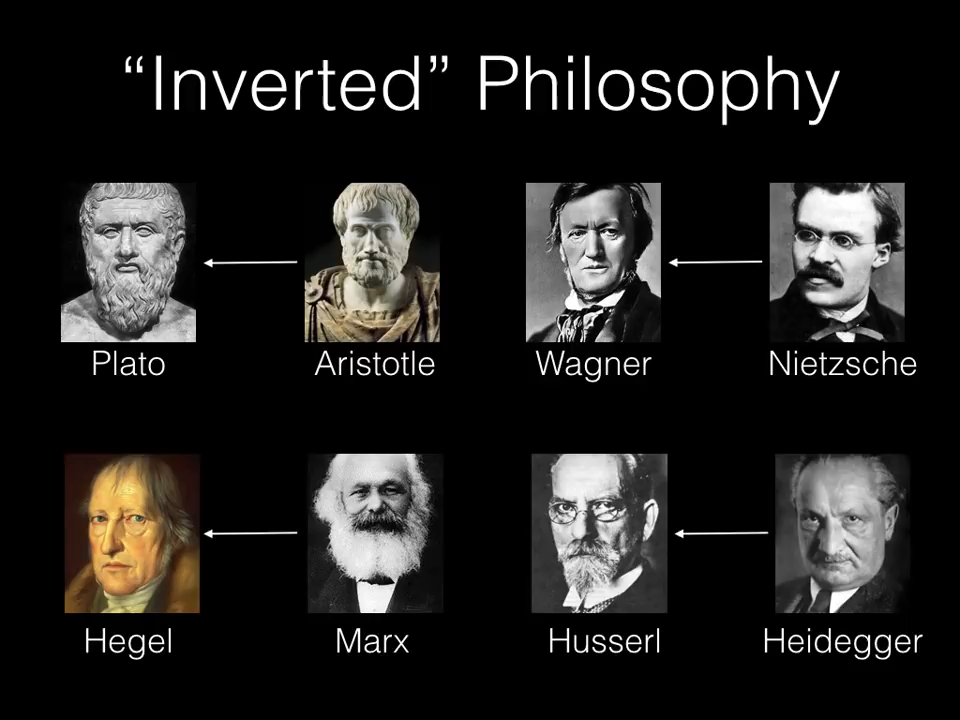 “Inverted” Philosophy
Plato Aristotle Wagner Nietzsche
Hegel Marx Husserl Heidegger